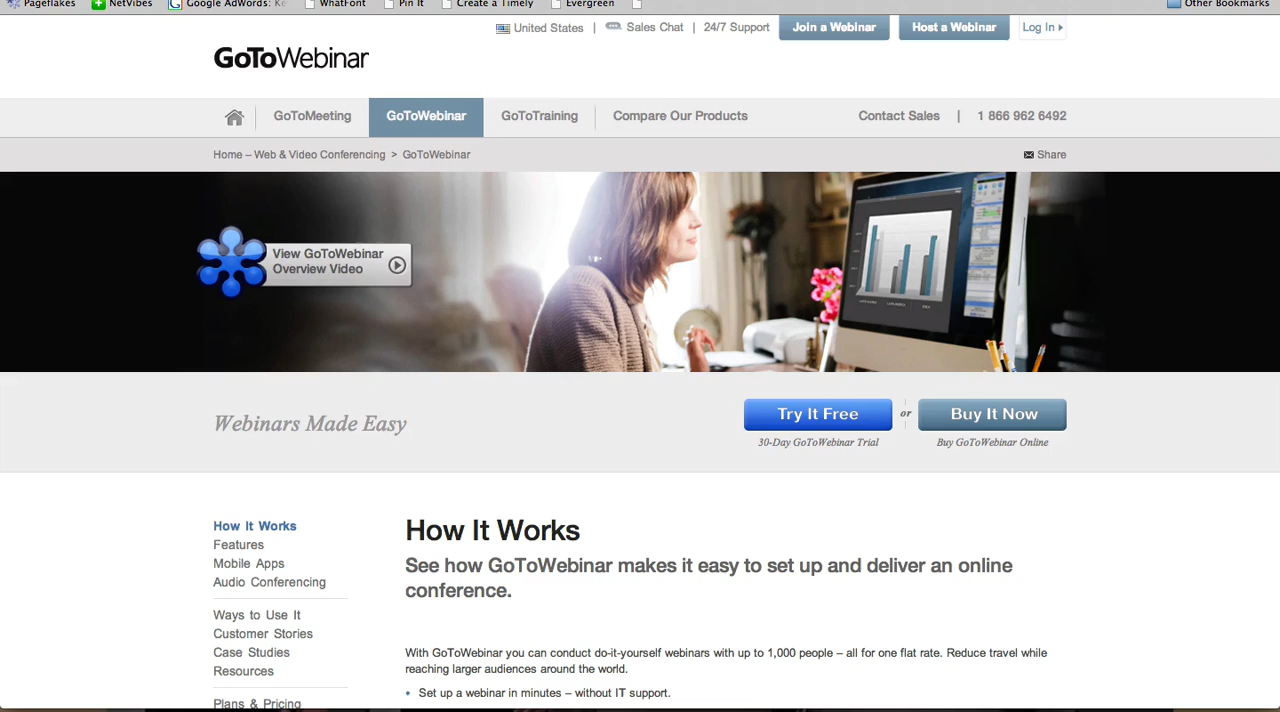 Pageflakes NetVibes Google AdWords: Ke WhatFont Pin It Create a Timely Evergreen Other Bookmarks
United States | Sales Chat | 24/7 Support Join a Webinar Host a Webinar Log In
GoToWebinar
GoToMeeting GoToWebinar GoToTraining Compare Our Products Contact Sales | 1 866 962 6492
Home – Web & Video Conferencing > GoToWebinar Share
View GoToWebinar
Overview Video
Webinars Made Easy
Try It Free or Buy It Now
30-Day GoToWebinar Trial Buy GoToWebinar Online
How It Works
Features
Mobile Apps
Audio Conferencing
Ways to Use It
Customer Stories
Case Studies
Resources
Plans & Pricing
How It Works
See how GoToWebinar makes it easy to set up and deliver an online
conference.
With GoToWebinar you can conduct do-it-yourself webinars with up to 1,000 people – all for one flat rate. Reduce travel while
reaching larger audiences around the world.
• Set up a webinar in minutes – without IT support.